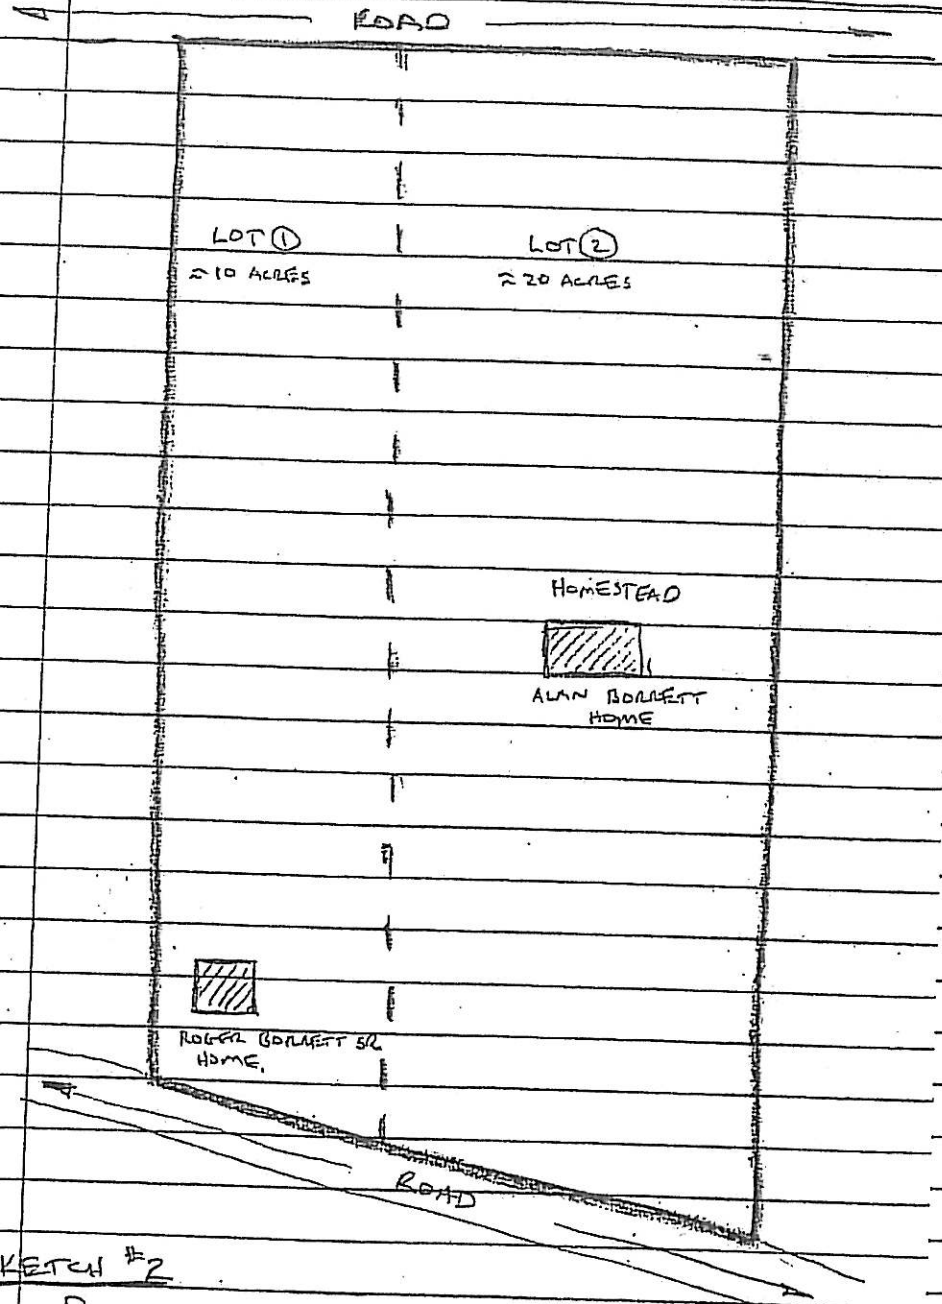 ROAD
LOT ①
≈ 10 ACRES
LOT ②
≈ 20 ACRES
HOMESTEAD
ALAN BORRETT
HOME
ROGER BORRETT SR.
HOME.
ROAD
KETCH #2